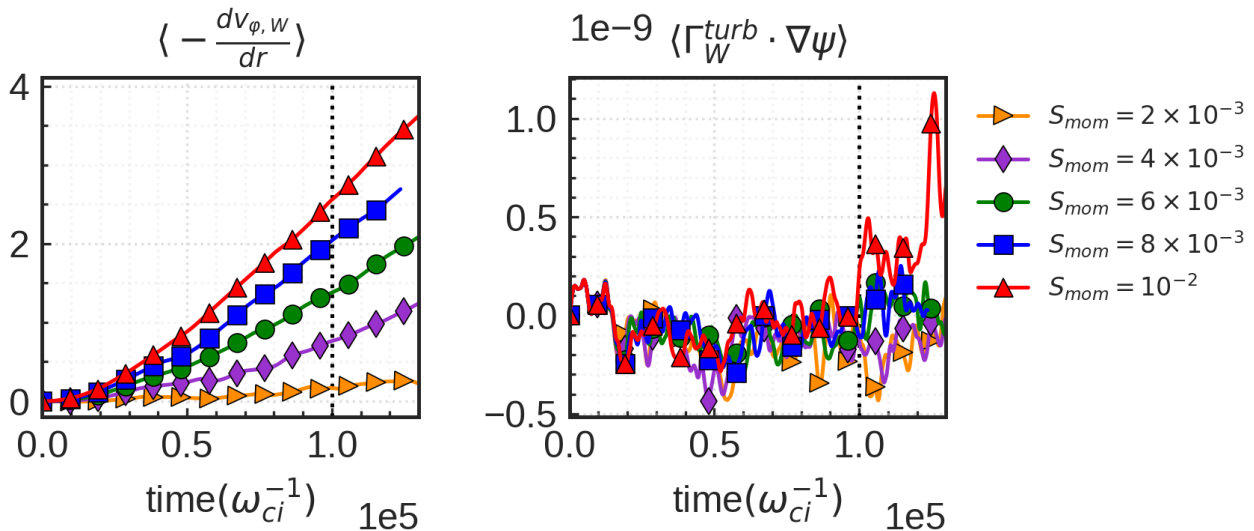 ⟨ − dv_{φ, W} / dr ⟩
4
2
0
0.0 0.5 1.0
time(ω_{ci}^{−1})
1e5
1e−9 ⟨Γ_W^{turb} · ∇ψ⟩
1.0
0.5
0.0
−0.5
0.0 0.5 1.0
time(ω_{ci}^{−1})
1e5
S_{mom} = 2 × 10^{−3}
S_{mom} = 4 × 10^{−3}
S_{mom} = 6 × 10^{−3}
S_{mom} = 8 × 10^{−3}
S_{mom} = 10^{−2}